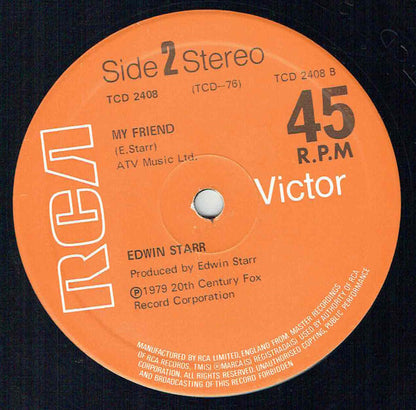 Side 2 Stereo
TCD 2408
(TCD-76)
TCD 2408 B
45
R.P.M
MY FRIEND
(E.Starr)
ATV Music Ltd.
RCA
Victor
EDWIN STARR
Produced by Edwin Starr
Ⓟ 1979 20th Century Fox
Record Corporation
MANUFACTURED BY RCA LIMITED, ENGLAND FROM MASTER RECORDINGS
OF RCA RECORDS, TM(S) ® MARCA(S) REGISTRADA(S) USED BY AUTHORITY OF RCA
CORPORATION. ALL RIGHTS RESERVED. UNAUTHORISED COPYING, PUBLIC PERFORMANCE
AND BROADCASTING OF THIS RECORD FORBIDDEN